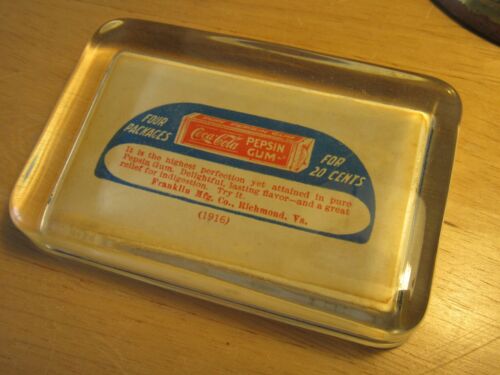 FOUR PACKAGES
Coca-Cola PEPSIN GUM
FOR 20 CENTS
It is the highest perfection yet attained in pure
Pepsin Gum. Delightful, lasting flavor—and a great
relief for indigestion. Try it.
Franklin Mfg. Co., Richmond, Va.
(1916)